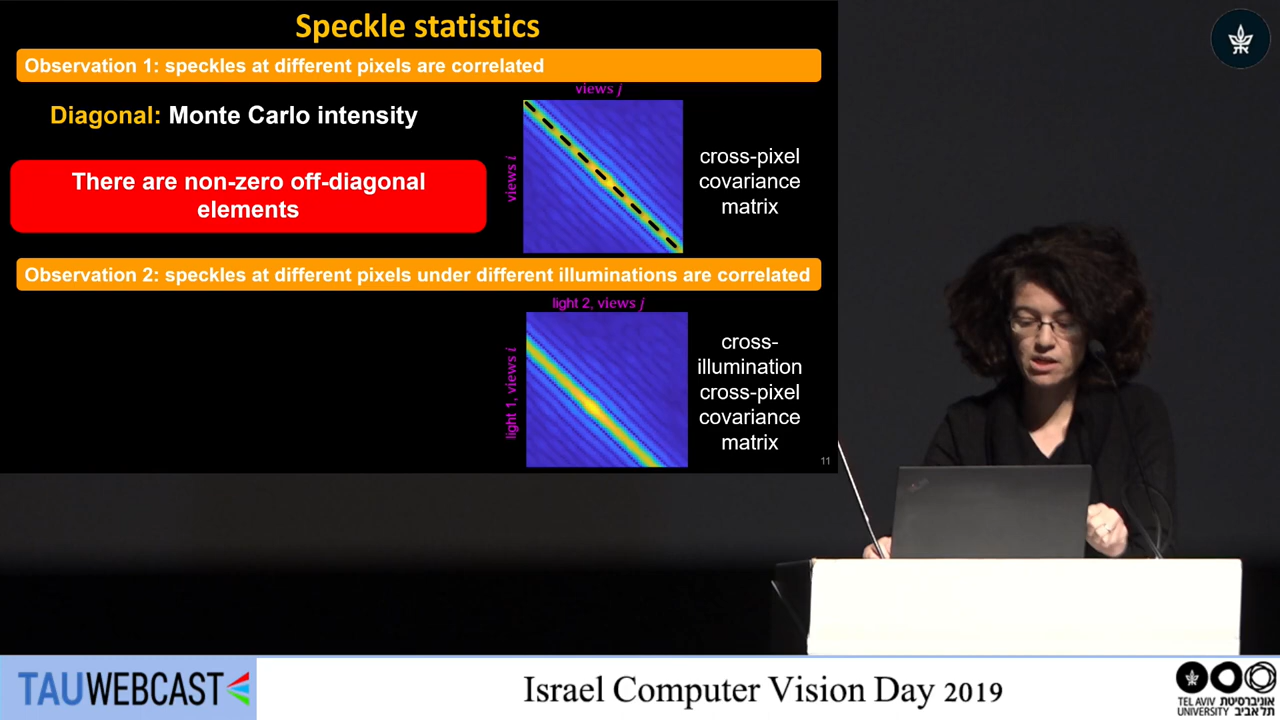 Speckle statistics
Observation 1: speckles at different pixels are correlated
views j
Diagonal: Monte Carlo intensity
views i
cross-pixel
covariance
matrix
There are non-zero off-diagonal
elements
Observation 2: speckles at different pixels under different illuminations are correlated
light 2, views j
light 1, views i
cross-
illumination
cross-pixel
covariance
matrix
11
TAUWEBCAST
Israel Computer Vision Day 2019
TEL AVIV
UNIVERSITY
אוניברסיטת
תל אביב